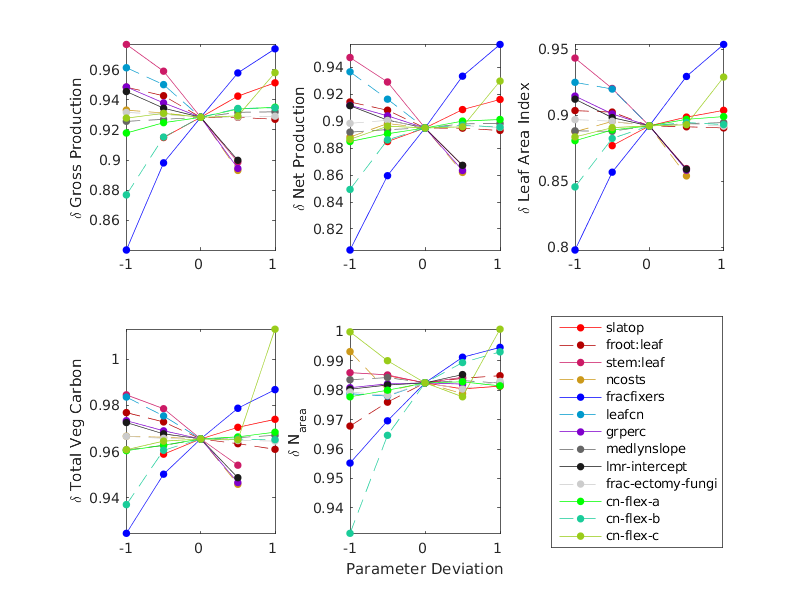 0.96
0.94
0.92
0.9
0.88
0.86
-1
0
1
δ Gross Production
0.94
0.92
0.9
0.88
0.86
0.84
0.82
-1
0
1
δ Net Production
0.95
0.9
0.85
0.8
-1
0
1
δ Leaf Area Index
1
0.98
0.96
0.94
-1
0
1
δ Total Veg Carbon
1
0.99
0.98
0.97
0.96
0.95
0.94
-1
0
1
δ Narea
Parameter Deviation
slatop
froot:leaf
stem:leaf
ncosts
fracfixers
leafcn
grperc
medlynslope
lmr-intercept
frac-ectomy-fungi
cn-flex-a
cn-flex-b
cn-flex-c